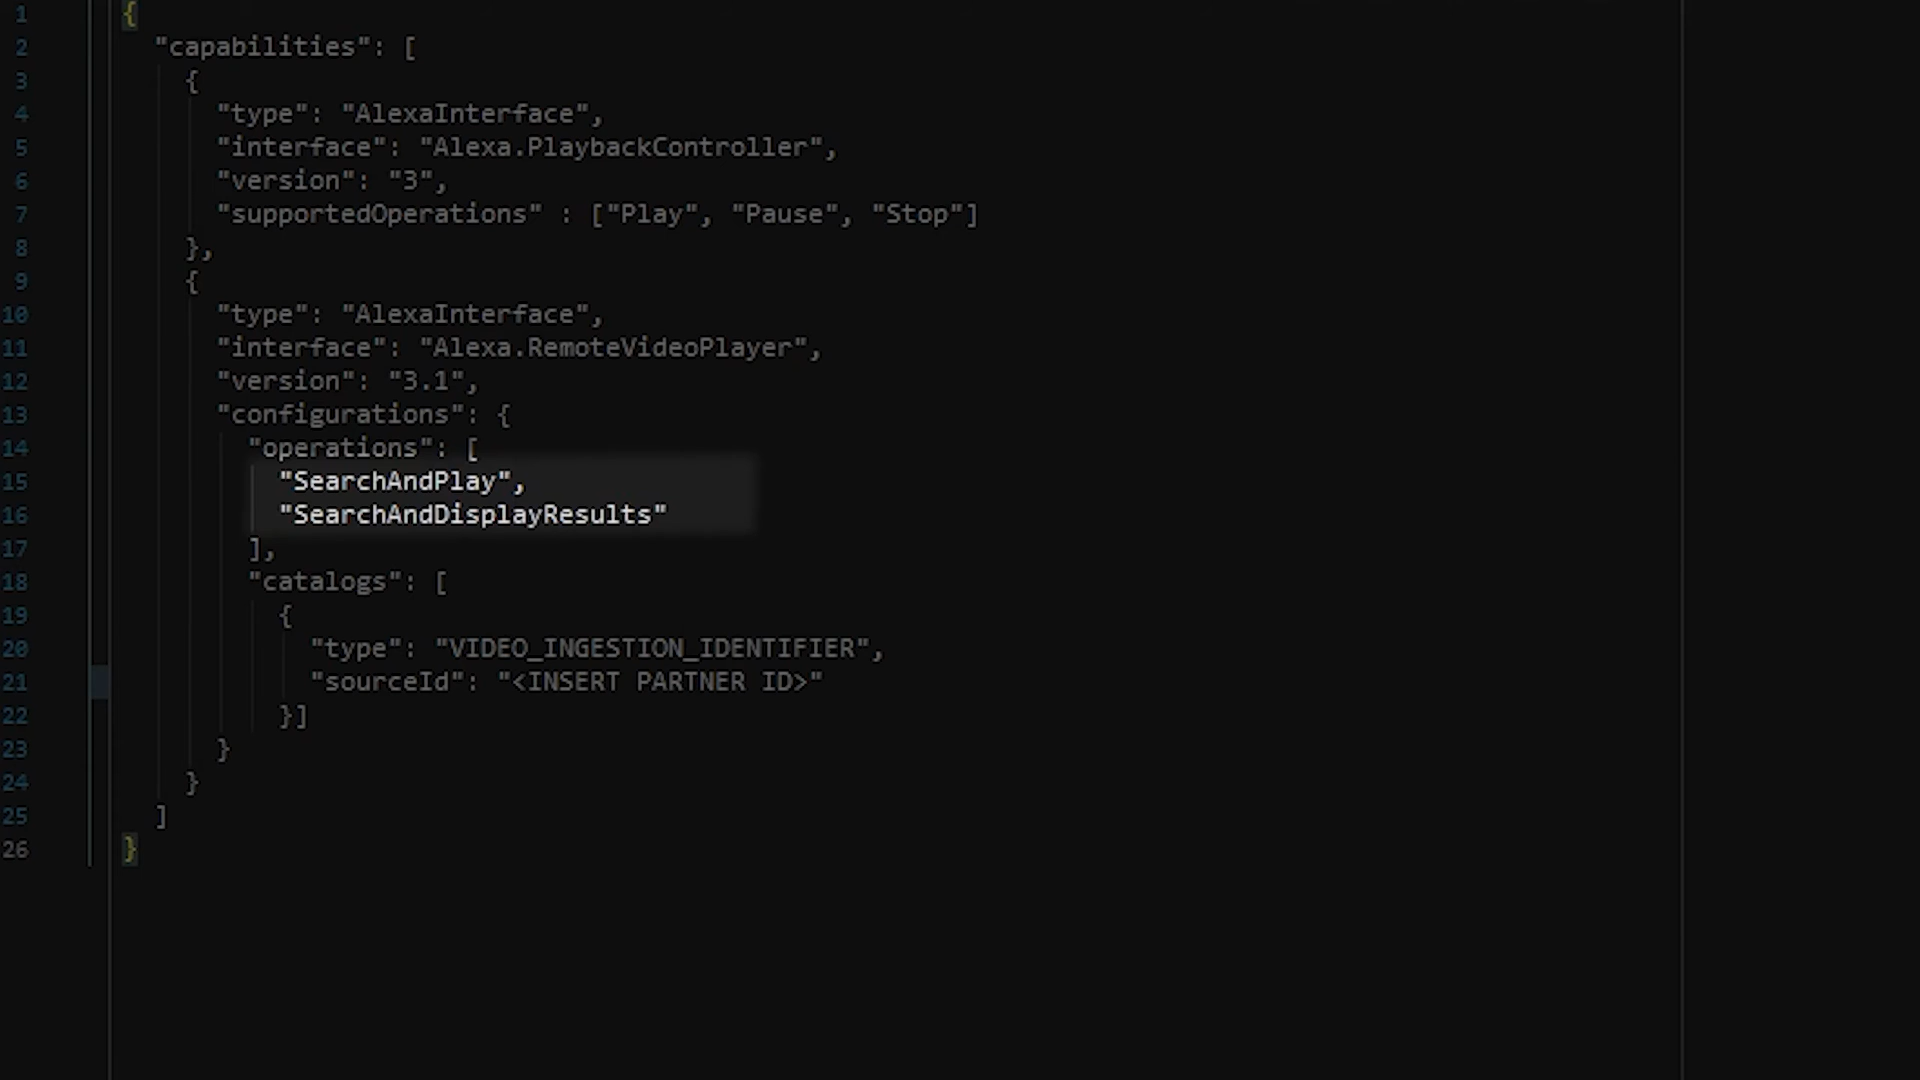 1 {
2 "capabilities": [
3 {
4 "type": "AlexaInterface",
5 "interface": "Alexa.PlaybackController",
6 "version": "3",
7 "supportedOperations" : ["Play", "Pause", "Stop"]
8 },
9 {
10 "type": "AlexaInterface",
11 "interface": "Alexa.RemoteVideoPlayer",
12 "version": "3.1",
13 "configurations": {
14 "operations": [
15 "SearchAndPlay",
16 "SearchAndDisplayResults"
17 ],
18 "catalogs": [
19 {
20 "type": "VIDEO_INGESTION_IDENTIFIER",
21 "sourceId": "<INSERT PARTNER ID>"
22 }]
23 }
24 }
25 ]
26 }